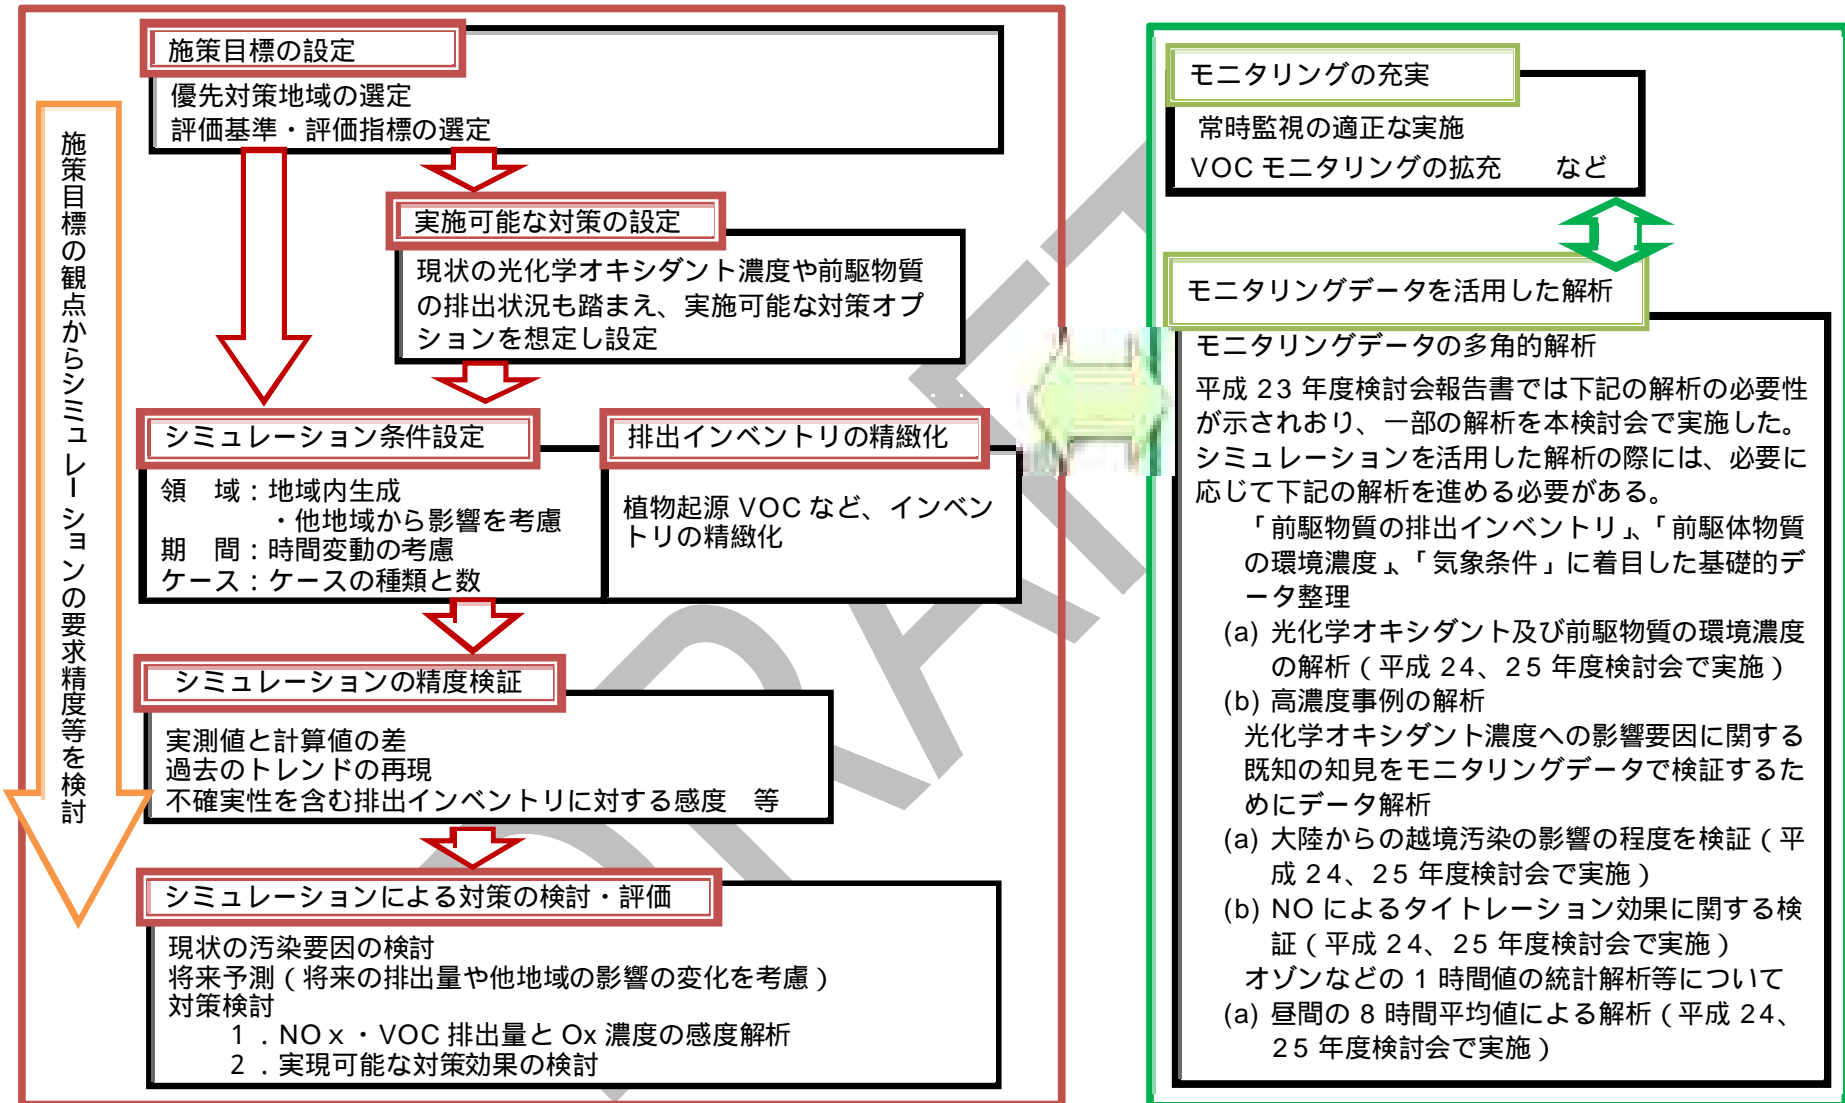 施策目標の設定
優先対策地域の選定
評価基準・評価指標の選定
施策目標の観点からシミュレーションの要求精度等を検討
実施可能な対策の設定
現状の光化学オキシダント濃度や前駆物質
の排出状況も踏まえ、実施可能な対策オプ
ションを想定し設定
シミュレーション条件設定
領　域：地域内生成
・他地域から影響を考慮
期　間：時間変動の考慮
ケース：ケースの種類と数
排出インベントリの精緻化
植物起源 VOC など、インベン
トリの精緻化
シミュレーションの精度検証
実測値と計算値の差
過去のトレンドの再現
不確実性を含む排出インベントリに対する感度　等
シミュレーションによる対策の検討・評価
現状の汚染要因の検討
将来予測（将来の排出量や他地域の影響の変化を考慮）
対策検討
１．NOｘ・VOC 排出量と Ox 濃度の感度解析
２．実現可能な対策効果の検討
モニタリングの充実
常時監視の適正な実施
VOC モニタリングの拡充　　など
モニタリングデータを活用した解析
モニタリングデータの多角的解析
平成 23 年度検討会報告書では下記の解析の必要性
が示されおり、一部の解析を本検討会で実施した。
シミュレーションを活用した解析の際には、必要に
応じて下記の解析を進める必要がある。
「前駆物質の排出インベントリ」、「前駆体物質
の環境濃度」、「気象条件」に着目した基礎的デ
ータ整理
(a) 光化学オキシダント及び前駆物質の環境濃度
の解析（平成 24、25 年度検討会で実施）
(b) 高濃度事例の解析
光化学オキシダント濃度への影響要因に関する
既知の知見をモニタリングデータで検証するた
めにデータ解析
(a) 大陸からの越境汚染の影響の程度を検証（平
成 24、25 年度検討会で実施）
(b) NO によるタイトレーション効果に関する検
証（平成 24、25 年度検討会で実施）
オゾンなどの 1 時間値の統計解析等について
(a) 昼間の 8 時間平均値による解析（平成 24、
25 年度検討会で実施）
DRAFT